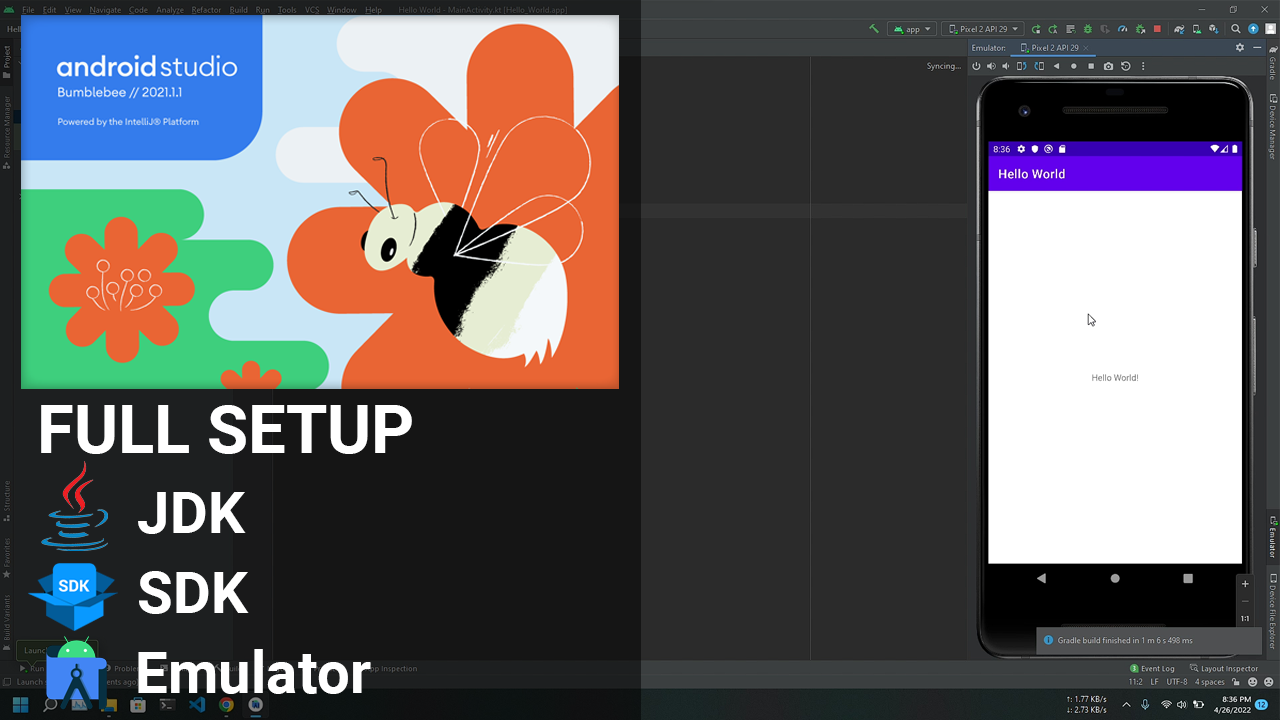 File Edit View Navigate Code Analyze Refactor Build Run Tools VCS Window Help Hello World - MainActivity.kt [Hello_World.app]
app
Pixel 2 API 29
Emulator:
Pixel 2 API 29
Syncing...
androidstudio
Bumblebee // 2021.1.1
Powered by the IntelliJ® Platform
Project
Resource Manager
Structure
Favorites
Build Variants
Gradle
Device Manager
Emulator
Device File Explorer
8:36
Hello World
Hello World!
FULL SETUP
JDK
SDK
SDK
Emulator
1:1
Gradle build finished in 1 m 6 s 498 ms.
Run
App Inspection
Event Log
Layout Inspector
11:2 LF UTF-8 4 spaces
↑: 1.77 KB/s
↓: 2.73 KB/s
8:36 PM
4/26/2022
12